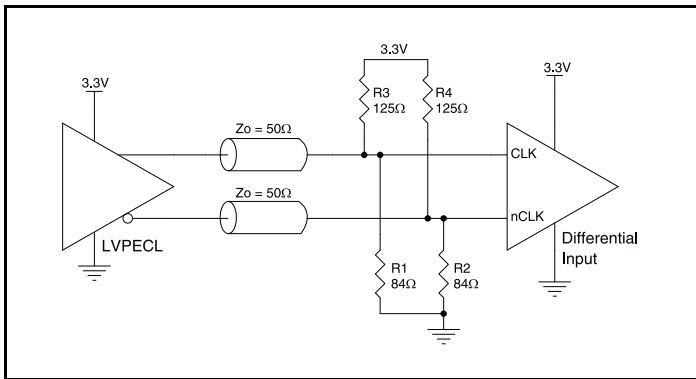 3.3V
3.3V
3.3V
R3
125Ω
R4
125Ω
Zo = 50Ω
CLK
Zo = 50Ω
nCLK
LVPECL
Differential
Input
R1
84Ω
R2
84Ω